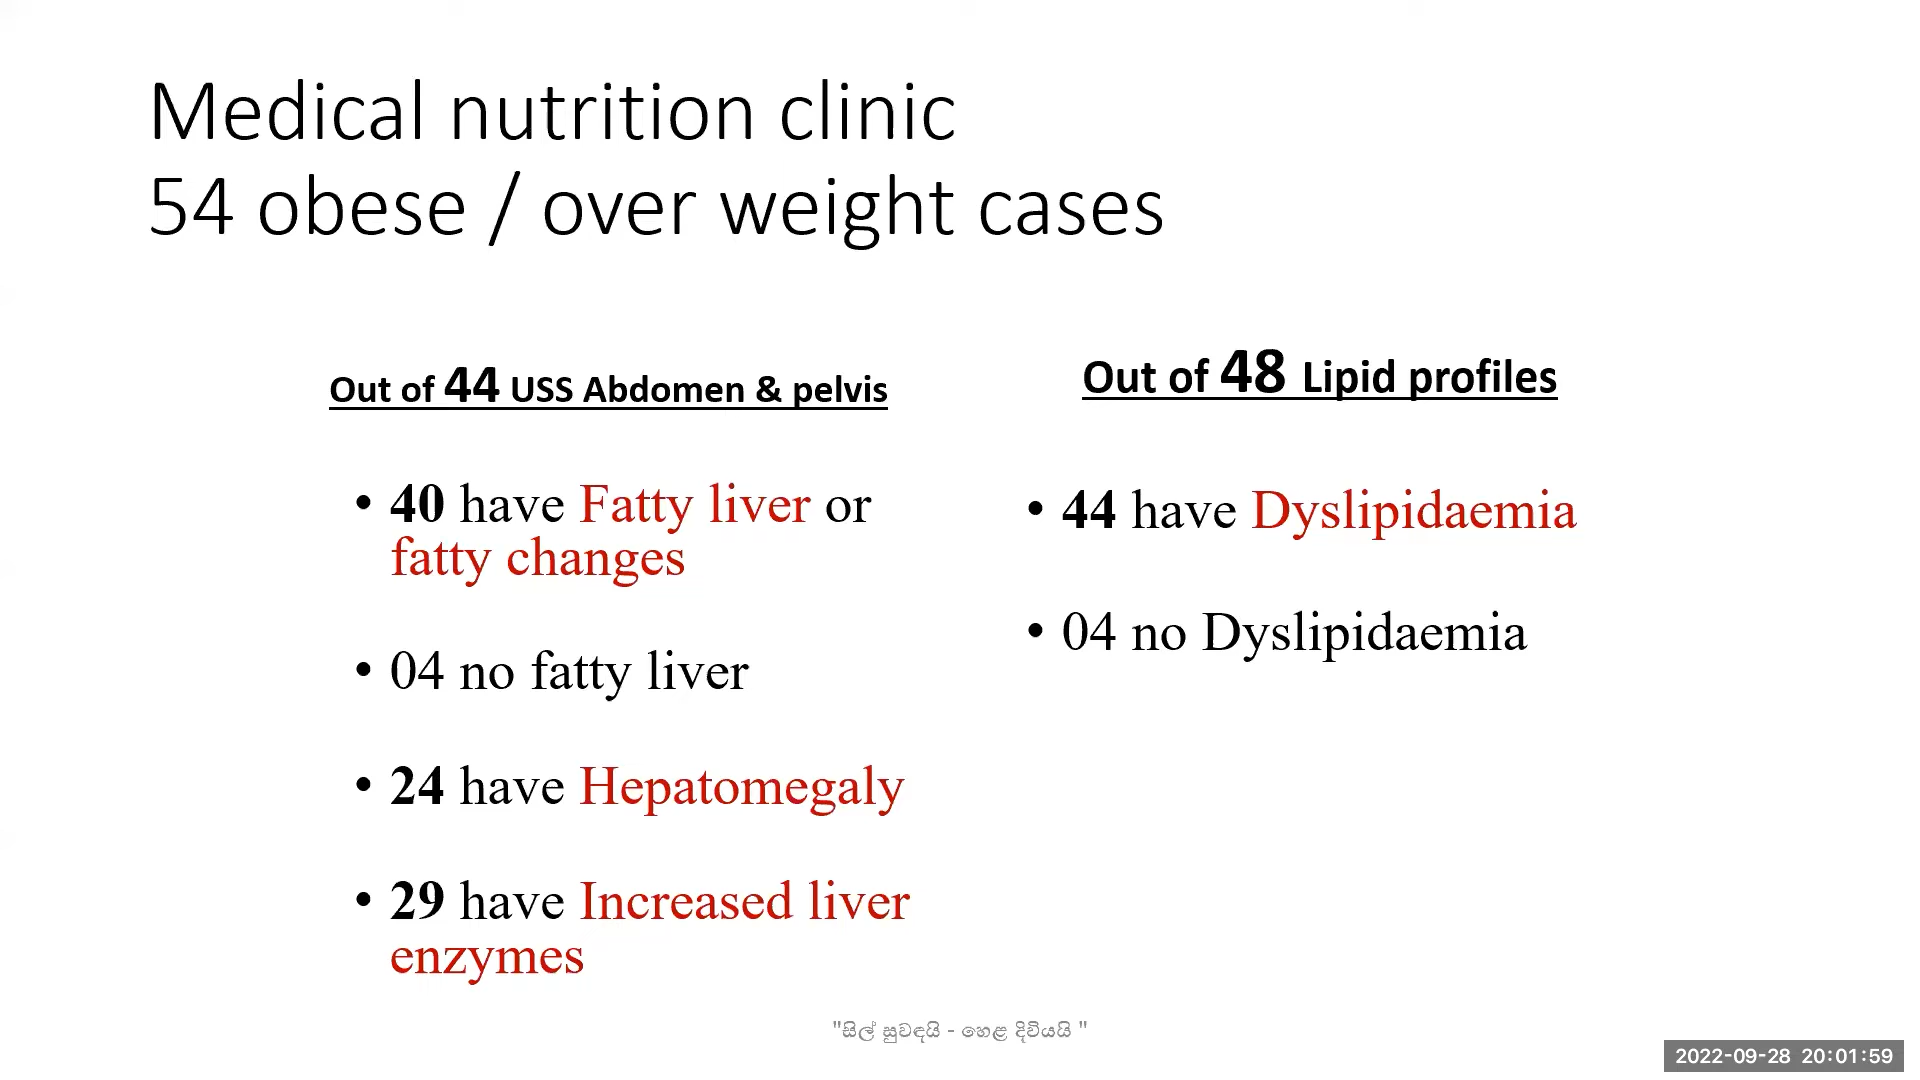 Medical nutrition clinic
54 obese / over weight cases
Out of 44 USS Abdomen & pelvis
• 40 have Fatty liver or
fatty changes
• 04 no fatty liver
• 24 have Hepatomegaly
• 29 have Increased liver
enzymes
Out of 48 Lipid profiles
• 44 have Dyslipidaemia
• 04 no Dyslipidaemia
"සිල් සුවඳයි - හෙළ දිවියයි "
2022-09-28 20:01:59